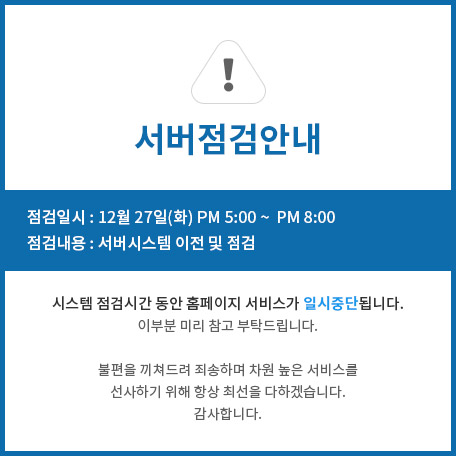 서버점검안내
점검일시 : 12월 27일(화) PM 5:00 ~ PM 8:00
점검내용 : 서버시스템 이전 및 점검
시스템 점검시간 동안 홈페이지 서비스가 일시중단됩니다.
이부분 미리 참고 부탁드립니다.
불편을 끼쳐드려 죄송하며 차원 높은 서비스를
선사하기 위해 항상 최선을 다하겠습니다.
감사합니다.